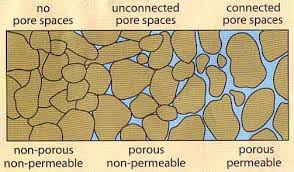 no
pore spaces
unconnected
pore spaces
connected
pore spaces
non-porous
non-permeable
porous
non-permeable
porous
permeable